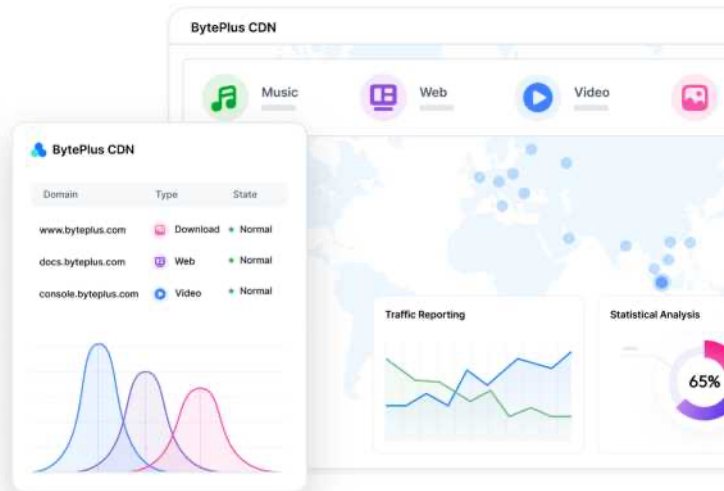 BytePlus CDN
Music Web Video
BytePlus CDN
Domain Type State
www.byteplus.com Download Normal
docs.byteplus.com Web Normal
console.byteplus.com Video Normal
Traffic Reporting Statistical Analysis
65%